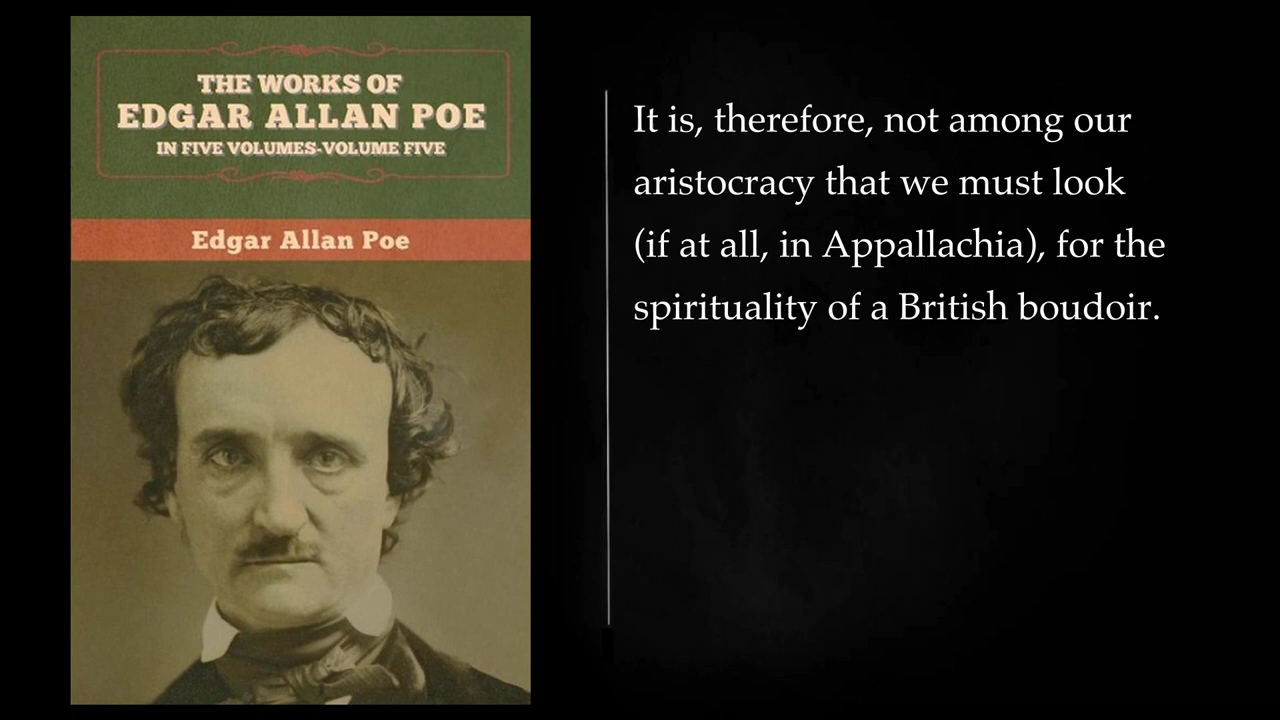 THE WORKS OF
EDGAR ALLAN POE
IN FIVE VOLUMES-VOLUME FIVE
Edgar Allan Poe
It is, therefore, not among our
aristocracy that we must look
(if at all, in Appallachia), for the
spirituality of a British boudoir.